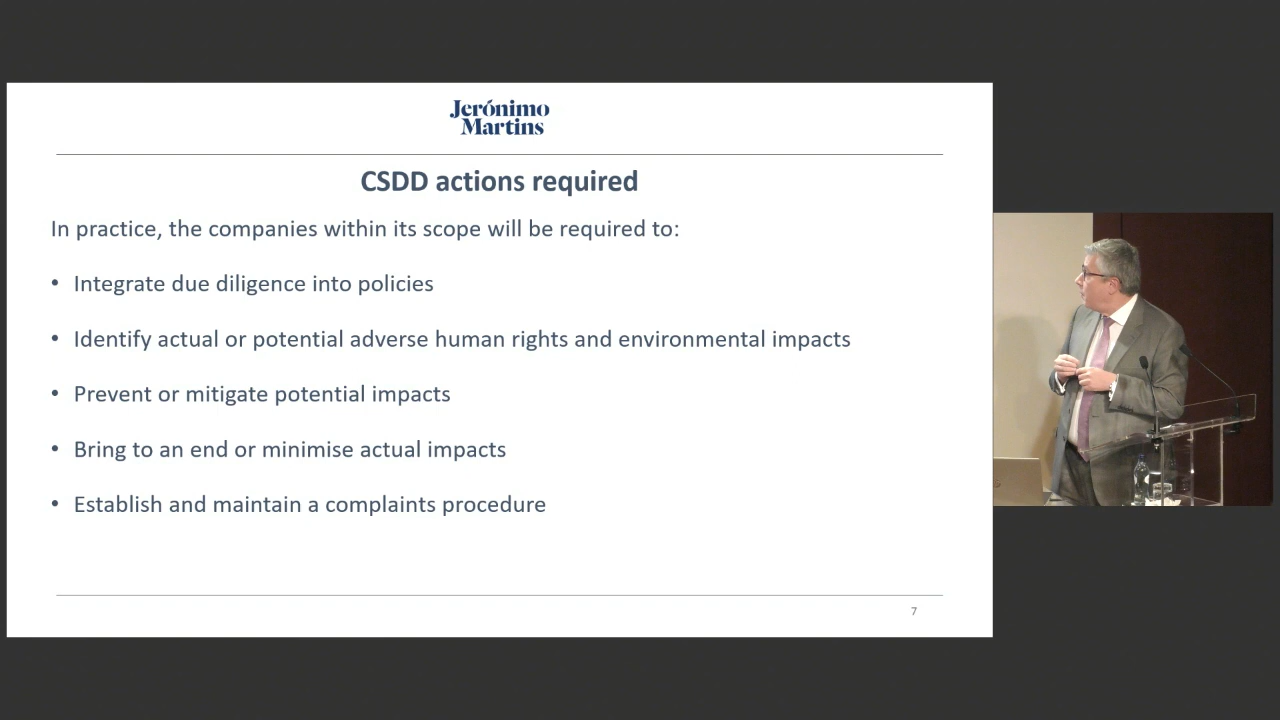 Jerónimo
Martins
CSDD actions required
In practice, the companies within its scope will be required to:
• Integrate due diligence into policies
• Identify actual or potential adverse human rights and environmental impacts
• Prevent or mitigate potential impacts
• Bring to an end or minimise actual impacts
• Establish and maintain a complaints procedure
7